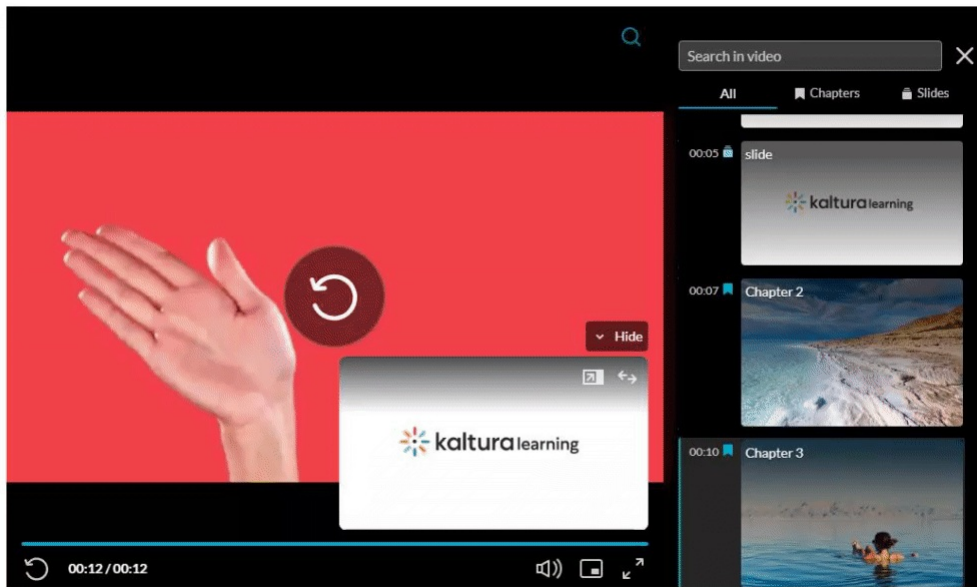 Search in video
All
Chapters
Slides
00:05
slide
kaltura learning
00:07
Chapter 2
00:10
Chapter 3
Hide
kaltura learning
00:12 / 00:12